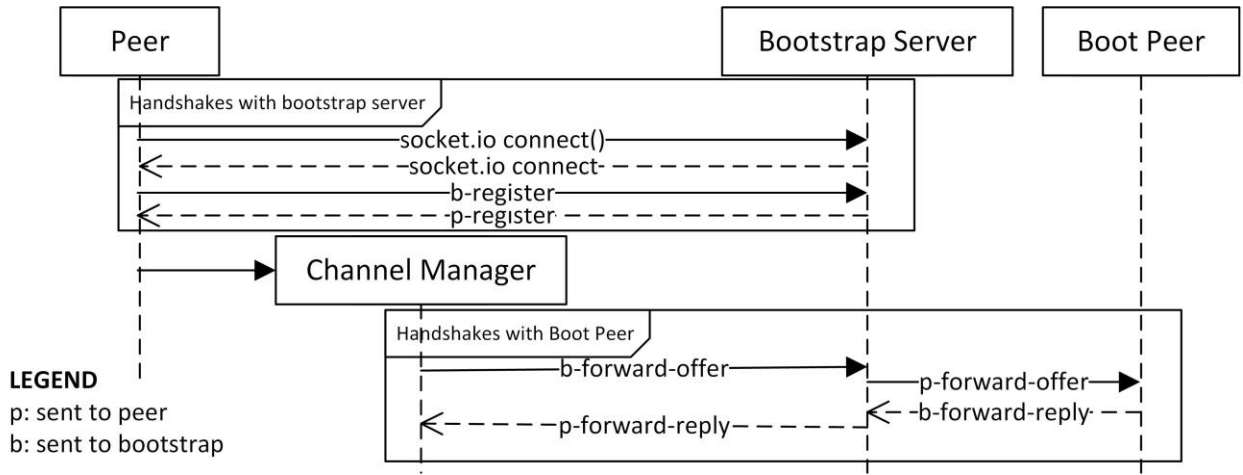 Peer
Bootstrap Server
Boot Peer
Handshakes with bootstrap server
socket.io connect()
socket.io connect
b-register
p-register
Channel Manager
Handshakes with Boot Peer
b-forward-offer
p-forward-offer
b-forward-reply
p-forward-reply
LEGEND
p: sent to peer
b: sent to bootstrap